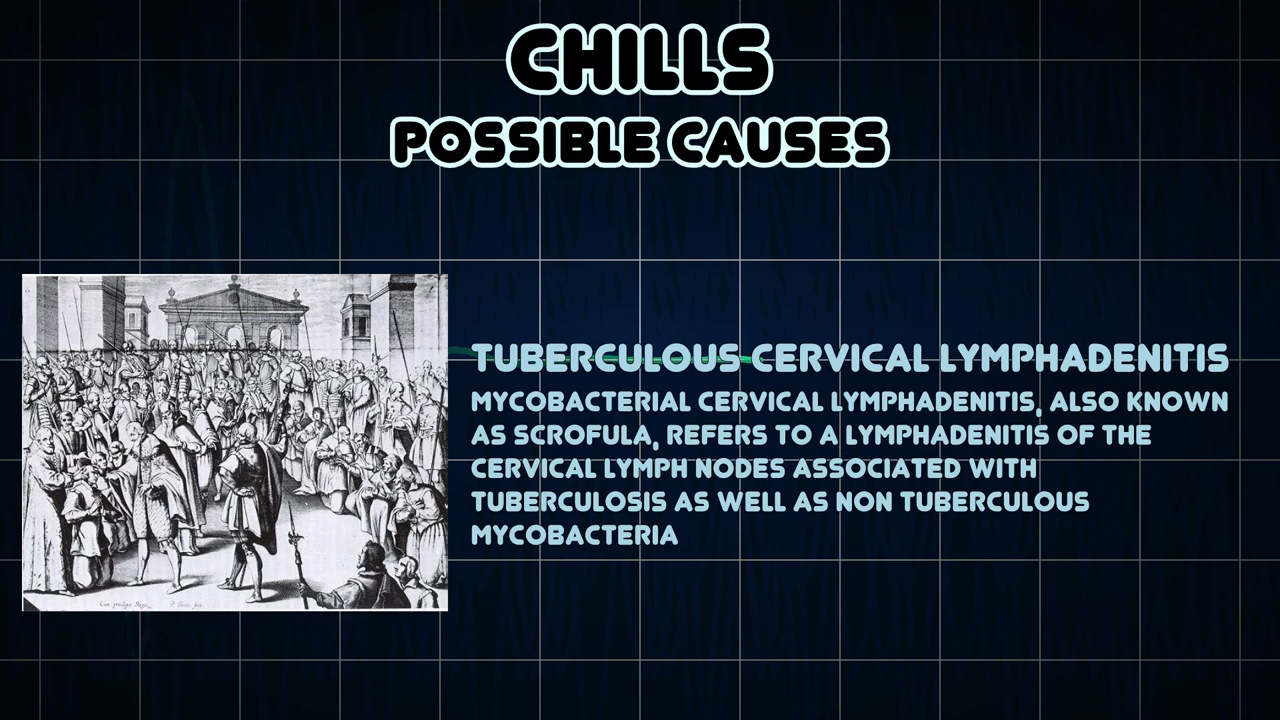 CHILLS
POSSIBLE CAUSES
TUBERCULOUS CERVICAL LYMPHADENITIS
MYCOBACTERIAL CERVICAL LYMPHADENITIS, ALSO KNOWN
AS SCROFULA, REFERS TO A LYMPHADENITIS OF THE
CERVICAL LYMPH NODES ASSOCIATED WITH
TUBERCULOSIS AS WELL AS NON TUBERCULOUS
MYCOBACTERIA